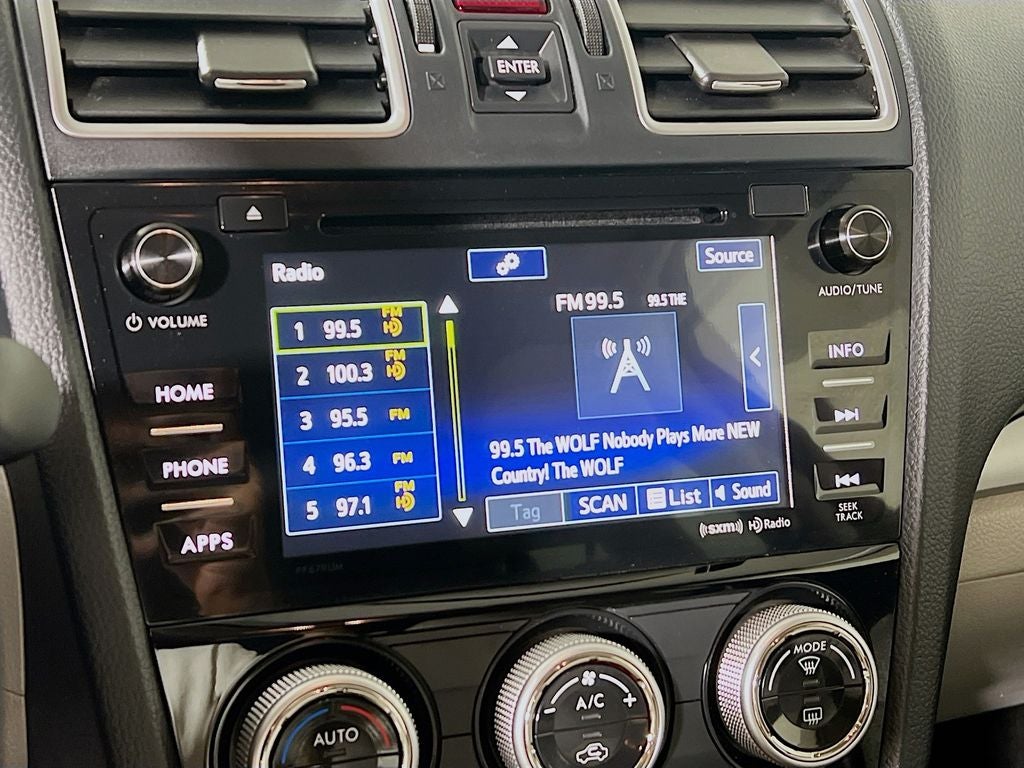 ENTER
VOLUME
AUDIO/TUNE
HOME
PHONE
APPS
INFO
SEEK
TRACK
Radio
Source
1 99.5 FM HD
2 100.3 FM HD
3 95.5 FM
4 96.3 FM
5 97.1 FM HD
FM 99.5 99.5 THE
99.5 The WOLF Nobody Plays More NEW
Country! The WOLF
Tag SCAN List Sound
((sxm)) HD Radio
AUTO
- A/C +
MODE